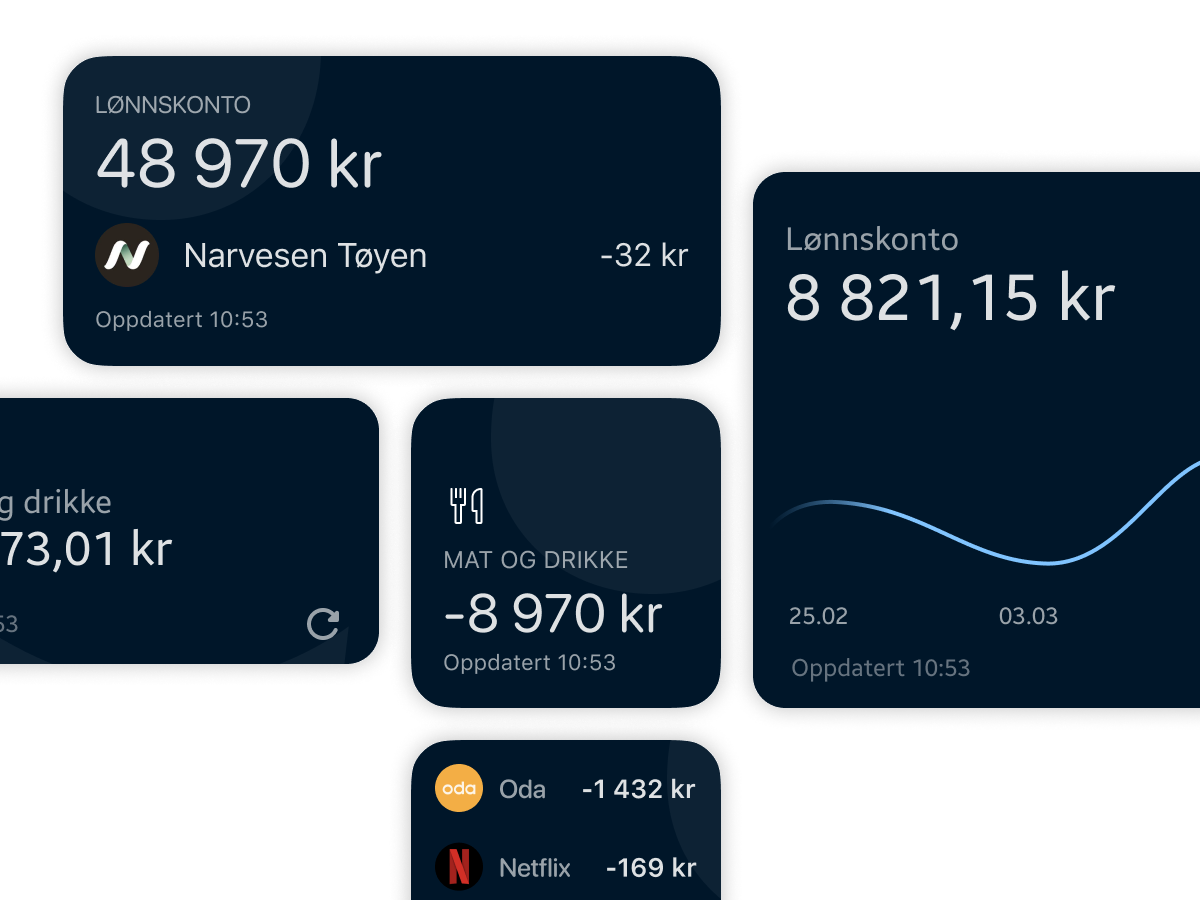 LØNNSKONTO
48 970 kr
Narvesen Tøyen -32 kr
Oppdatert 10:53
Lønnskonto
8 821,15 kr
25.02 03.03
Oppdatert 10:53
g drikke
73,01 kr
53
MAT OG DRIKKE
-8 970 kr
Oppdatert 10:53
oda Oda -1 432 kr
N Netflix -169 kr